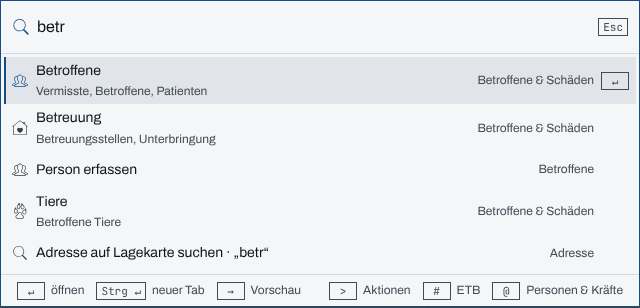 betr Esc
Betroffene
Vermisste, Betroffene, Patienten
Betroffene & Schäden ↵
Betreuung
Betreuungsstellen, Unterbringung
Betroffene & Schäden
Person erfassen Betroffene
Tiere
Betroffene Tiere
Betroffene & Schäden
Adresse auf Lagekarte suchen · „betr“ Adresse
↵ öffnen Strg ↵ neuer Tab → Vorschau > Aktionen # ETB @ Personen & Kräfte